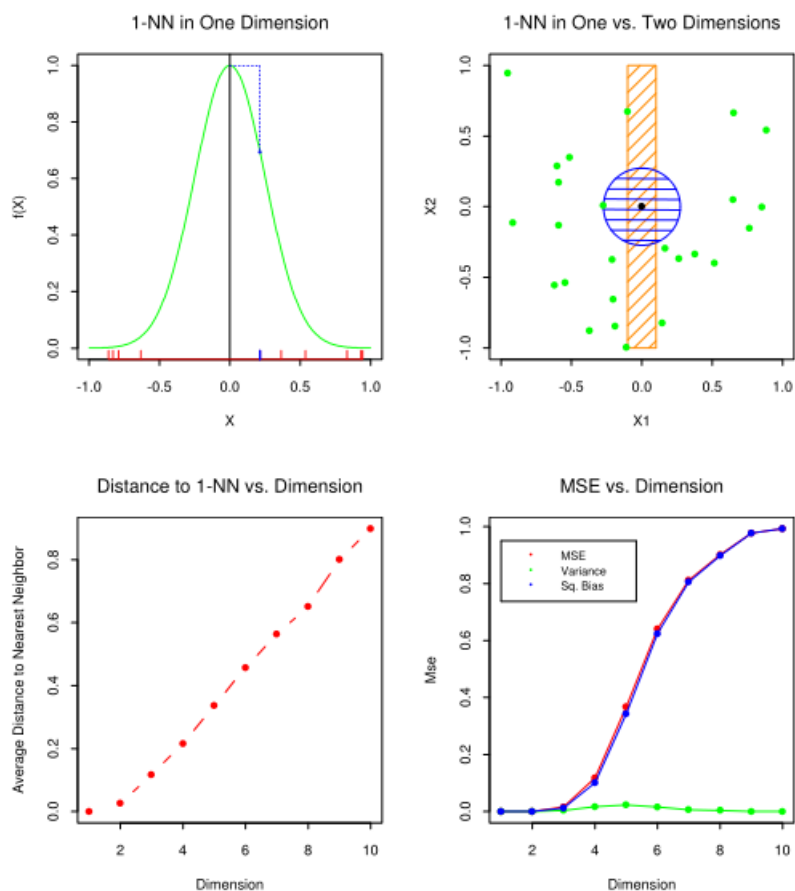 1-NN in One Dimension
f(X)
0.0 0.2 0.4 0.6 0.8 1.0
-1.0 -0.5 0.0 0.5 1.0
X
1-NN in One vs. Two Dimensions
X2
-1.0 -0.5 0.0 0.5 1.0
-1.0 -0.5 0.0 0.5 1.0
X1
Distance to 1-NN vs. Dimension
Average Distance to Nearest Neighbor
0.0 0.2 0.4 0.6 0.8
2 4 6 8 10
Dimension
MSE vs. Dimension
Mse
0.0 0.2 0.4 0.6 0.8 1.0
MSE
Variance
Sq. Bias
2 4 6 8 10
Dimension